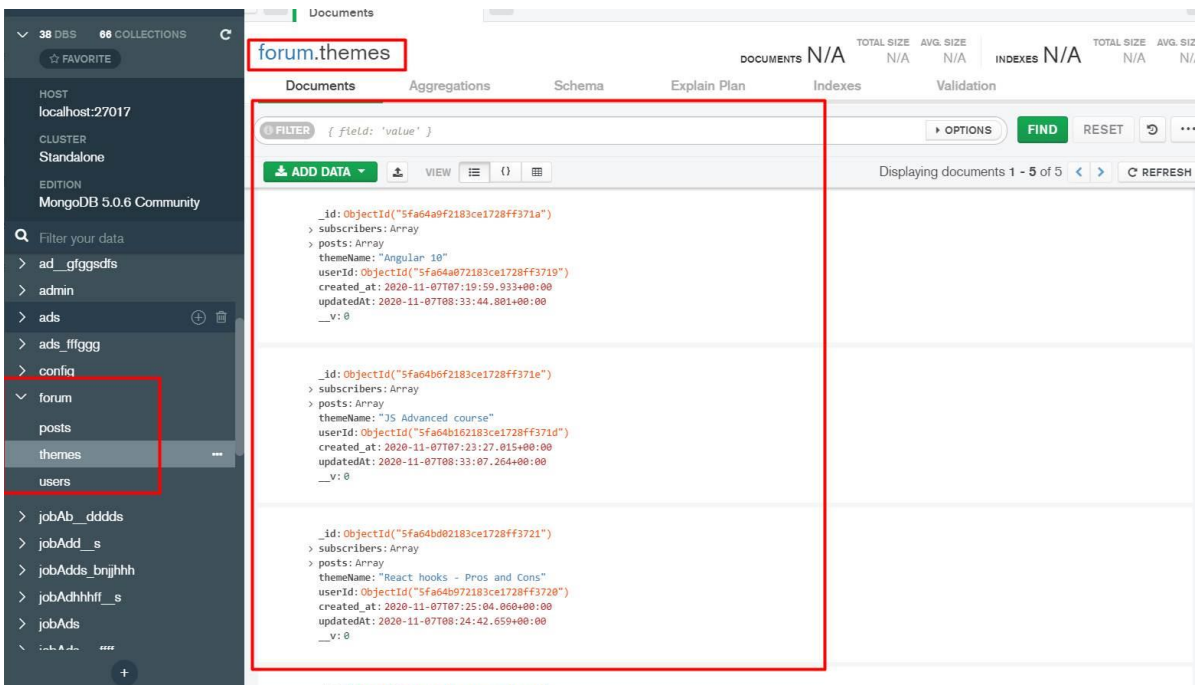 Documents
38 DBS 66 COLLECTIONS
FAVORITE
HOST
localhost:27017
CLUSTER
Standalone
EDITION
MongoDB 5.0.6 Community
Filter your data
ad__gfggsdfs
admin
ads
ads_fffggg
config
forum
posts
themes
users
jobAb__dddds
jobAdd__s
jobAdds_bnjjhhh
jobAdhhhff__s
jobAds
forum.themes
DOCUMENTS N/A TOTAL SIZE N/A AVG. SIZE N/A INDEXES N/A TOTAL SIZE N/A
Documents Aggregations Schema Explain Plan Indexes Validation
FILTER { field: 'value' } OPTIONS FIND RESET
ADD DATA VIEW {} Displaying documents 1 - 5 of 5 < > REFRESH
_id: ObjectId("5fa64a9f2183ce1728ff371a")
> subscribers: Array
> posts: Array
themeName: "Angular 10"
userId: ObjectId("5fa64a072183ce1728ff3719")
created_at: 2020-11-07T07:19:59.933+00:00
updatedAt: 2020-11-07T08:33:44.801+00:00
__v: 0
_id: ObjectId("5fa64b6f2183ce1728ff371e")
> subscribers: Array
> posts: Array
themeName: "JS Advanced course"
userId: ObjectId("5fa64b162183ce1728ff371d")
created_at: 2020-11-07T07:23:27.015+00:00
updatedAt: 2020-11-07T08:33:07.264+00:00
__v: 0
_id: ObjectId("5fa64bd02183ce1728ff3721")
> subscribers: Array
> posts: Array
themeName: "React hooks - Pros and Cons"
userId: ObjectId("5fa64b972183ce1728ff3720")
created_at: 2020-11-07T07:25:04.060+00:00
updatedAt: 2020-11-07T08:24:42.659+00:00
__v: 0